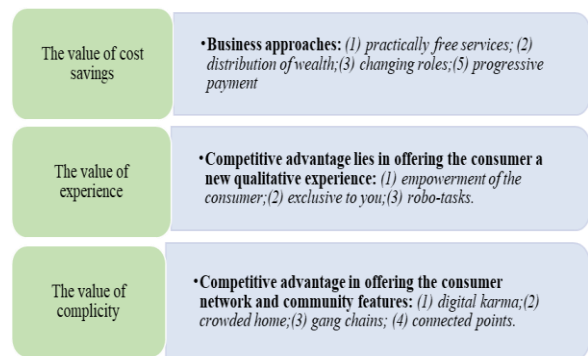 The value of cost
savings
•Business approaches: (1) practically free services; (2)
distribution of wealth;(3) changing roles;(5) progressive
payment
The value of
experience
•Competitive advantage lies in offering the consumer a
new qualitative experience: (1) empowerment of the
consumer;(2) exclusive to you;(3) robo-tasks.
The value of
complicity
•Competitive advantage in offering the consumer
network and community features: (1) digital karma;(2)
crowded home;(3) gang chains; (4) connected points.